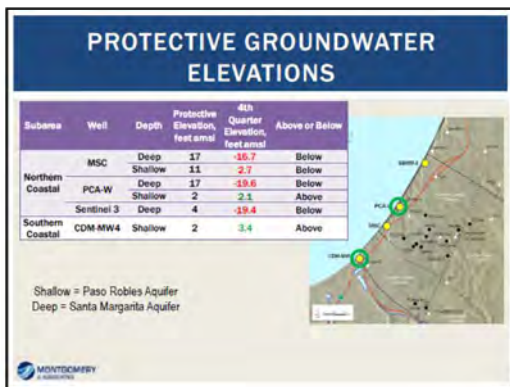 PROTECTIVE GROUNDWATER
ELEVATIONS
Subarea Well Depth Protective Elevation, feet amsl 4th Quarter Elevation, feet amsl Above or Below
Northern Coastal MSC Deep 17 -16.7 Below
Shallow 11 2.7 Below
PCA-W Deep 17 -19.6 Below
Shallow 2 2.1 Above
Sentinel 3 Deep 4 -19.4 Below
Southern Coastal CDM-MW4 Shallow 2 3.4 Above
Shallow = Paso Robles Aquifer
Deep = Santa Margarita Aquifer
MSC
MONTGOMERY
& ASSOCIATES